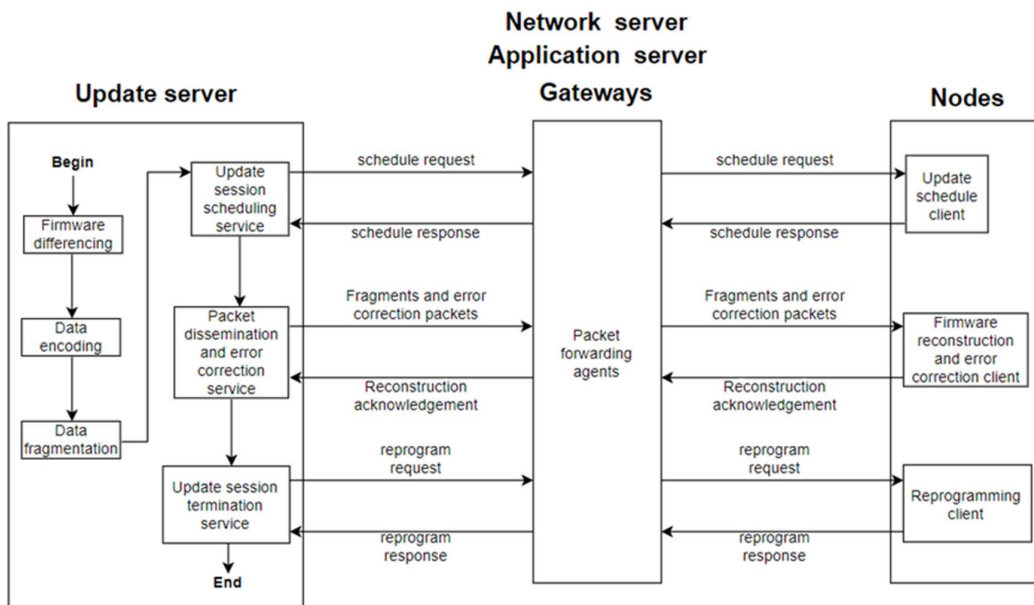 Network server
Application server
Gateways
Update server
Nodes
Begin
Firmware
differencing
Data
encoding
Data
fragmentation
Update
session
scheduling
service
Packet
dissemination
and error
correction
service
Update session
termination
service
End
schedule request
schedule response
Fragments and error
correction packets
Reconstruction
acknowledgement
reprogram
request
reprogram
response
Packet
forwarding
agents
schedule request
schedule response
Fragments and error
correction packets
Reconstruction
acknowledgement
reprogram
request
reprogram
response
Update
schedule
client
Firmware
reconstruction
and error
correction client
Reprogramming
client